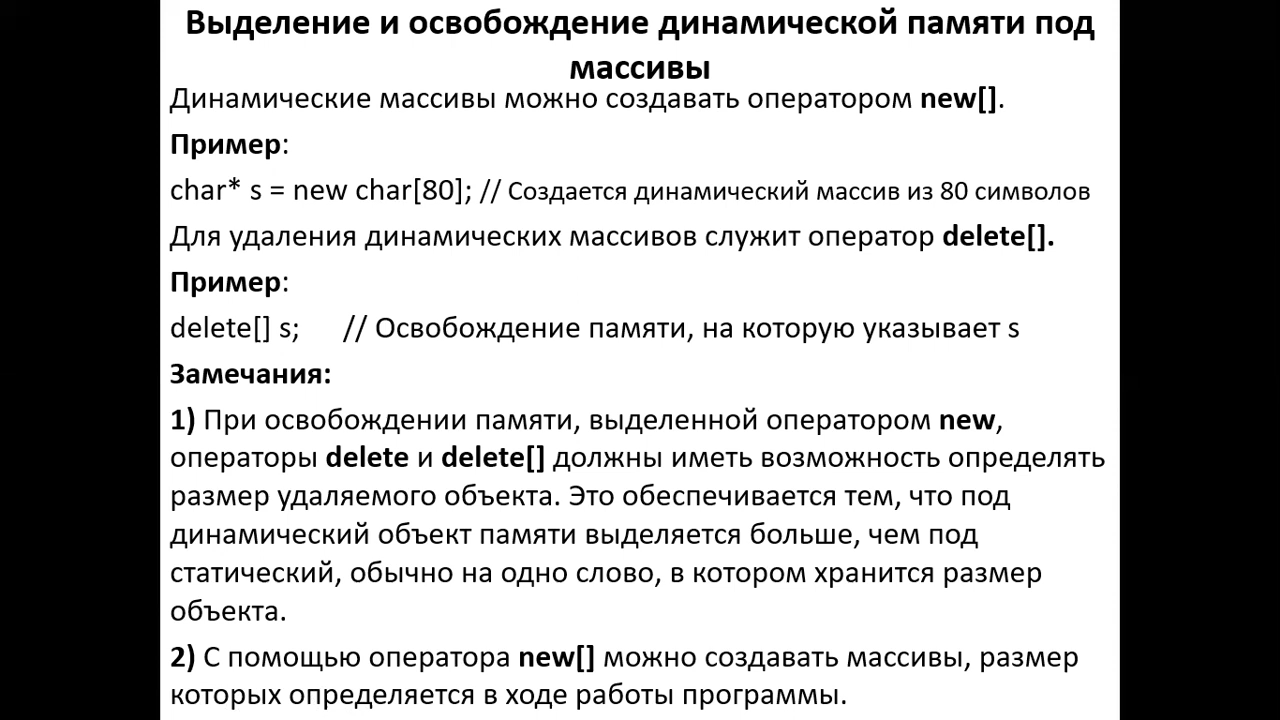 Выделение и освобождение динамической памяти под
массивы
Динамические массивы можно создавать оператором new[].
Пример:
char* s = new char[80]; // Создается динамический массив из 80 символов
Для удаления динамических массивов служит оператор delete[].
Пример:
delete[] s; // Освобождение памяти, на которую указывает s
Замечания:
1) При освобождении памяти, выделенной оператором new,
операторы delete и delete[] должны иметь возможность определять
размер удаляемого объекта. Это обеспечивается тем, что под
динамический объект памяти выделяется больше, чем под
статический, обычно на одно слово, в котором хранится размер
объекта.
2) С помощью оператора new[] можно создавать массивы, размер
которых определяется в ходе работы программы.